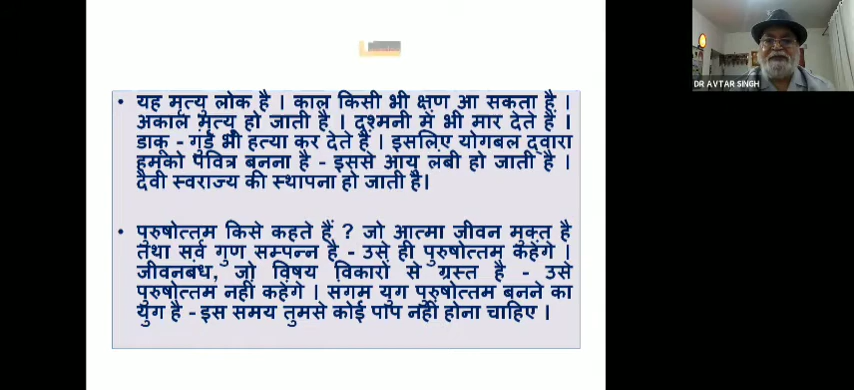 • यह मृत्यु लोक है । काल किसी भी क्षण आ सकता है ।
अकाल मृत्यु हो जाती है । दुश्मनी में भी मार देते हैं ।
डाकू - गुंडे भी हत्या कर देते हैं । इसलिए योगबल द्वारा
हमको पवित्र बनना है - इससे आयु लंबी हो जाती है ।
दैवी स्वराज्य की स्थापना हो जाती है।
• पुरुषोत्तम किसे कहते हैं ? जो आत्मा जीवन मुक्त है
तथा सर्व गुण सम्पन्न है - उसे ही पुरुषोत्तम कहेंगे ।
जीवनबंध, जो विषय विकारों से ग्रस्त है - उसे
पुरुषोत्तम नहीं कहेंगे । संगम युग पुरुषोत्तम बनने का
युग है - इस समय तुमसे कोई पाप नहीं होना चाहिए ।
DR AVTAR SINGH